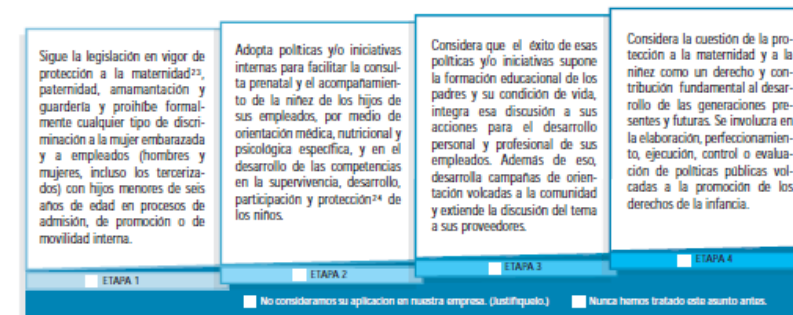 Sigue la legislación en vigor de
protección a la maternidad²³,
paternidad, amamantación y
guardería y proihíbe formal-
mente cualquier tipo de discri-
minación a la mujer embarazada
y a empleados (hombres y
mujeres, incluso los terceriza-
dos) con hijos menores de seis
años de edad en procesos de
admisión, de promoción o de
movilidad interna.
ETAPA 1
Adopta políticas y/o iniciativas
internas para facilitar la consul-
ta prenatal y el acompañamien-
to de la niñez de los hijos de
sus empleados, por medio de
orientación médica, nutricional y
psicológica específica, y en el
desarrollo de las competencias
en la supervivencia, desarrollo,
participación y protección²⁴ de
los niños.
ETAPA 2
Considera que el éxito de esas
políticas y/o iniciativas supone
la formación educacional de los
padres y su condición de vida,
integra esa discusión a sus
acciones para el desarrollo
personal y profesional de sus
empleados. Además de eso,
desarrolla campañas de orien-
tación volcadas a la comunidad
y extiende la discusión del tema
a sus proveedores.
ETAPA 3
Considera la cuestión de la pro-
tección a la maternidad y a la
niñez como un derecho y con-
tribución fundamental al desar-
rollo de las generaciones pre-
sentes y futuras. Se involucra en
la elaboración, perfeccionamien-
to, ejecución, control o evalua-
ción de políticas públicas vol-
cadas a la promoción de los
derechos de la infancia.
ETAPA 4
No consideramos su aplicacion en nuestra empresa. (Justifíquelo.)
Nunca hemos tratado este asunto antes.